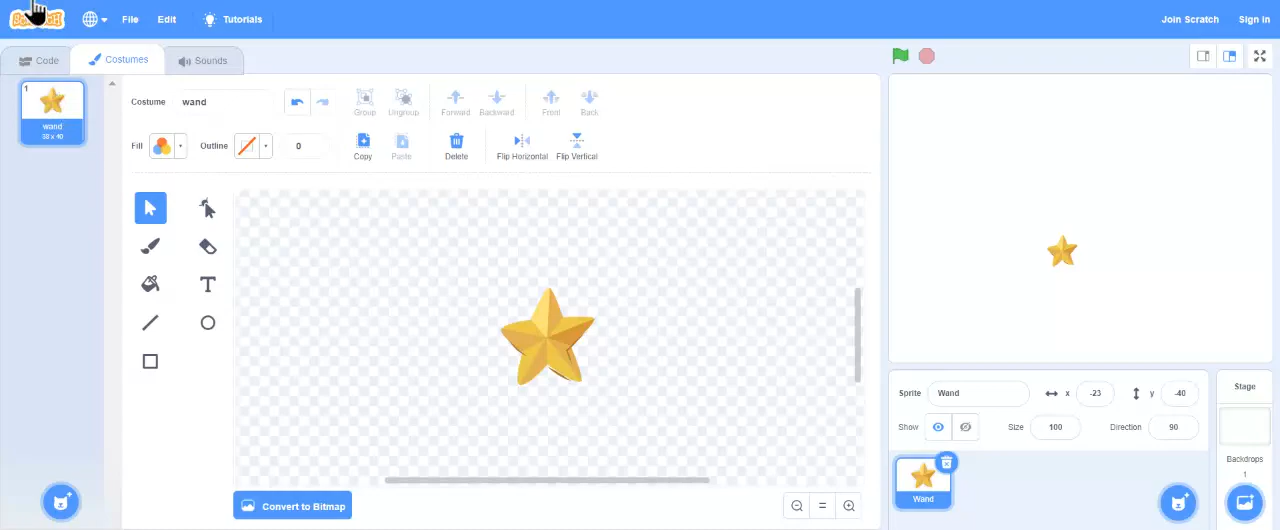 File Edit Tutorials Join Scratch Sign in
Code Costumes Sounds
1
wand
38 x 40
Costume wand Group Ungroup Forward Backward Front Back
Fill Outline 0 Copy Paste Delete Flip Horizontal Flip Vertical
Convert to Bitmap
Sprite Wand x -23 y -40
Show Size 100 Direction 90
Wand
Stage
Backdrops
1